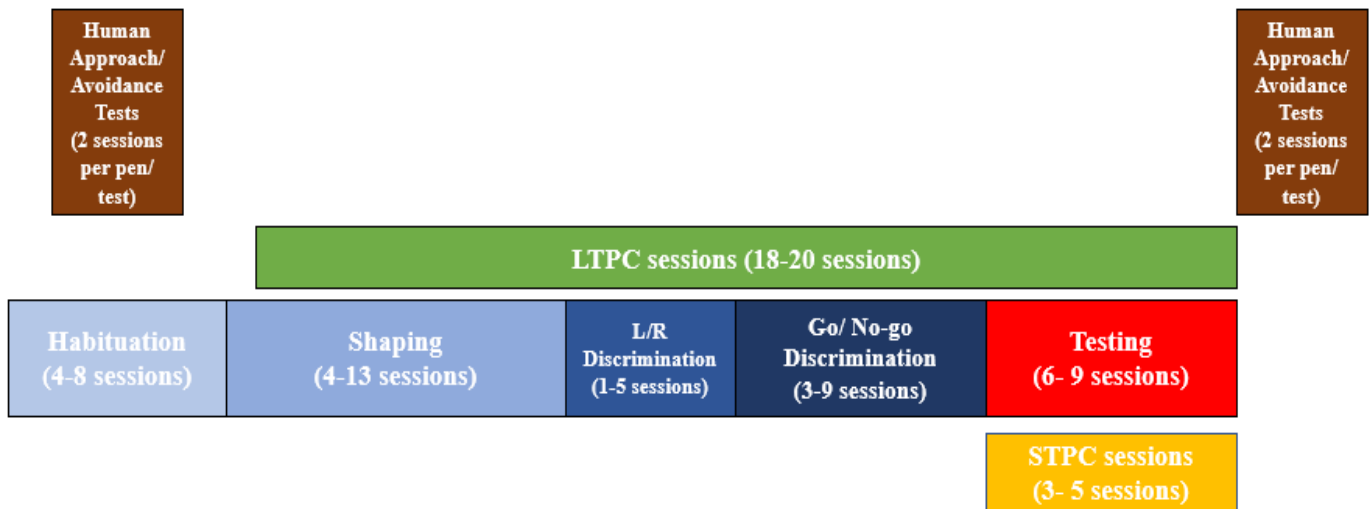 Human
Approach/
Avoidance
Tests
(2 sessions
per pen/
test)
Human
Approach/
Avoidance
Tests
(2 sessions
per pen/
test)
LTPC sessions (18-20 sessions)
Habituation
(4-8 sessions)
Shaping
(4-13 sessions)
L/R
Discrimination
(1-5 sessions)
Go/ No-go
Discrimination
(3-9 sessions)
Testing
(6- 9 sessions)
STPC sessions
(3- 5 sessions)